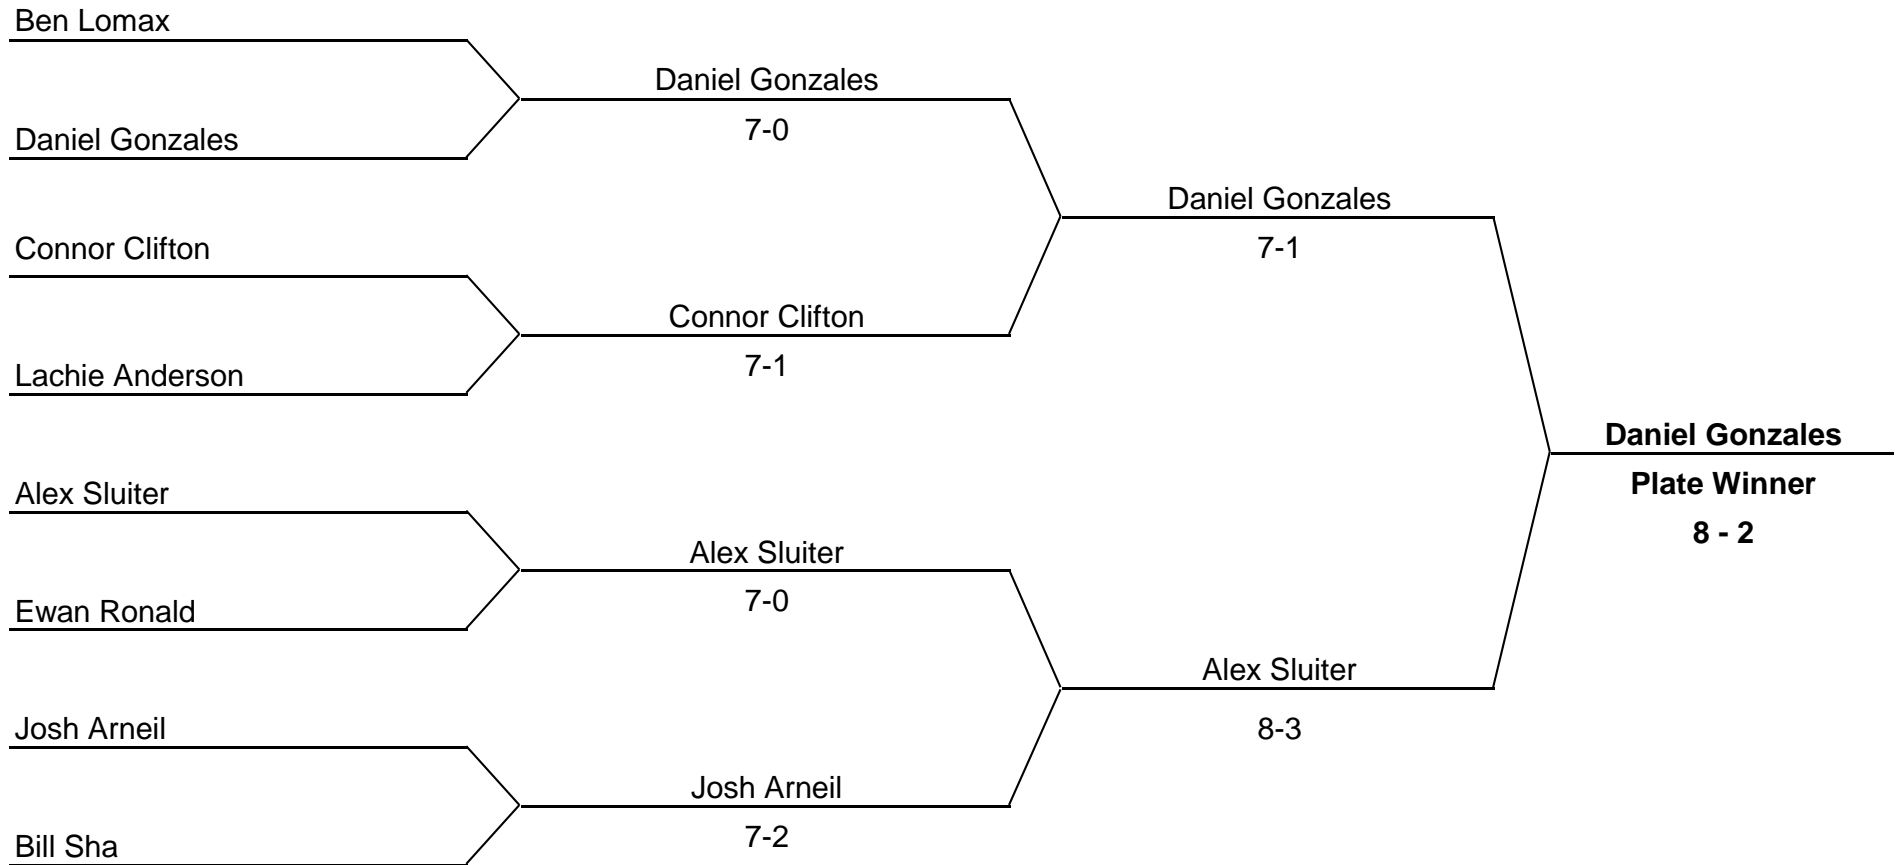 Ben Lomax
Daniel Gonzales
7-0
Daniel Gonzales
Daniel Gonzales
7-1
Connor Clifton
Connor Clifton
7-1
Lachie Anderson
Daniel Gonzales
Plate Winner
8 - 2
Alex Sluiter
Alex Sluiter
7-0
Ewan Ronald
Alex Sluiter
8-3
Josh Arneil
Josh Arneil
7-2
Bill Sha